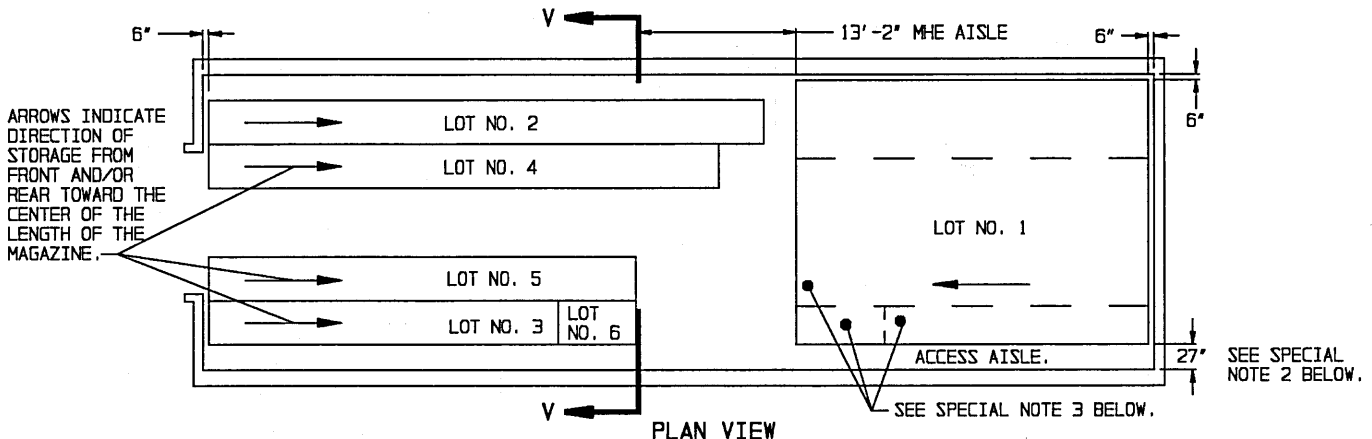 V
6"
13'-2" MHE AISLE
6"
6"
ARROWS INDICATE
DIRECTION OF
STORAGE FROM
FRONT AND/OR
REAR TOWARD THE
CENTER OF THE
LENGTH OF THE
MAGAZINE.
LOT NO. 2
LOT NO. 4
LOT NO. 1
LOT NO. 5
LOT NO. 3
LOT
NO. 6
ACCESS AISLE.
27"
SEE SPECIAL
NOTE 2 BELOW.
V
SEE SPECIAL NOTE 3 BELOW.
PLAN VIEW